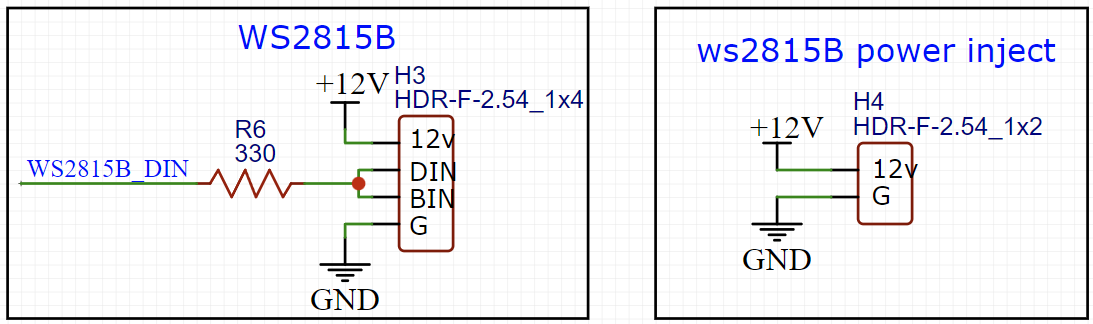 WS2815B
+12V
H3
HDR-F-2.54_1x4
R6
330
WS2815B_DIN
12v
DIN
BIN
G
GND
ws2815B power inject
H4
HDR-F-2.54_1x2
+12V
12v
G
GND